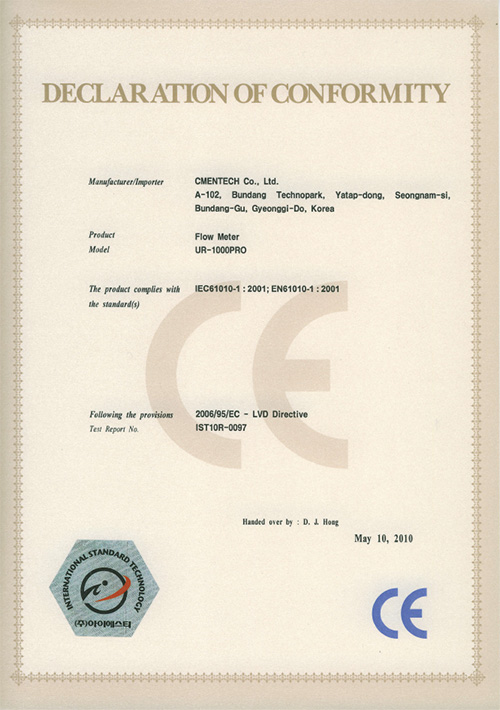 DECLARATION OF CONFORMITY
Manufacturer/Importer CMENTECH Co., Ltd.
A-102, Bundang Technopark, Yatap-dong, Seongnam-si,
Bundang-Gu, Gyeonggi-Do, Korea
Product Flow Meter
Model UR-1000PRO
The product complies with IEC61010-1 : 2001; EN61010-1 : 2001
the standard(s)
CE
Following the provisions 2006/95/EC - LVD Directive
Test Report No. IST10R-0097
Handed over by : D. J. Hong
May 10, 2010
INTERNATIONAL STANDARD TECHNOLOGY
(주)아이에스티
CE